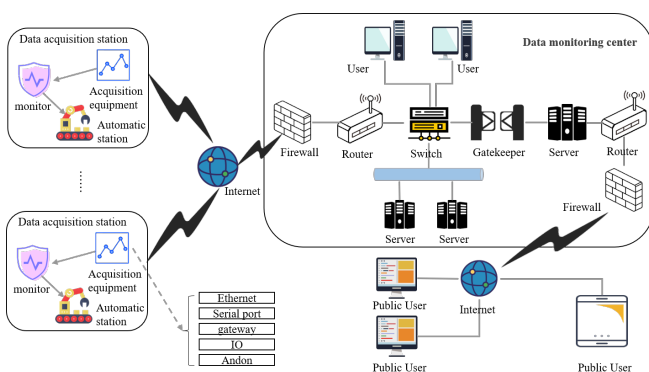 Data acquisition station
Acquisition
equipment
monitor
Automatic
station
Data acquisition station
Acquisition
equipment
monitor
Automatic
station
Internet
Data monitoring center
User
User
Firewall
Router
Switch
Gatekeeper
Server
Router
Firewall
Server
Server
Ethernet
Serial port
gateway
IO
Andon
Public User
Internet
Public User
Public User